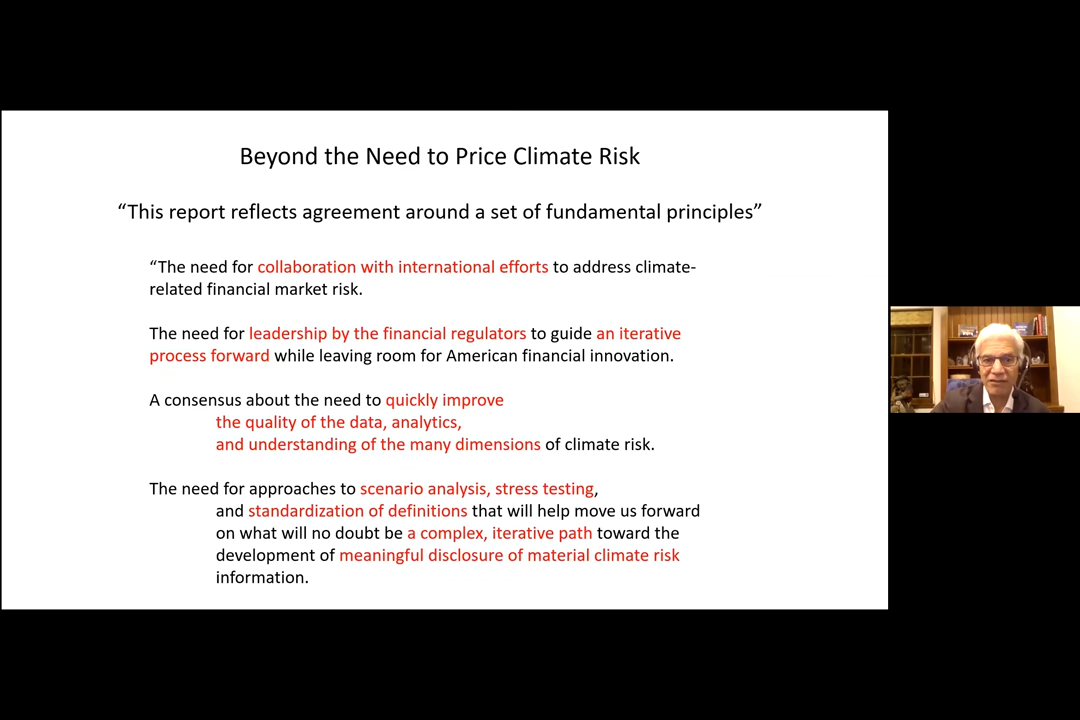 Beyond the Need to Price Climate Risk
“This report reflects agreement around a set of fundamental principles”
“The need for collaboration with international efforts to address climate-
related financial market risk.
The need for leadership by the financial regulators to guide an iterative
process forward while leaving room for American financial innovation.
A consensus about the need to quickly improve
the quality of the data, analytics,
and understanding of the many dimensions of climate risk.
The need for approaches to scenario analysis, stress testing,
and standardization of definitions that will help move us forward
on what will no doubt be a complex, iterative path toward the
development of meaningful disclosure of material climate risk
information.